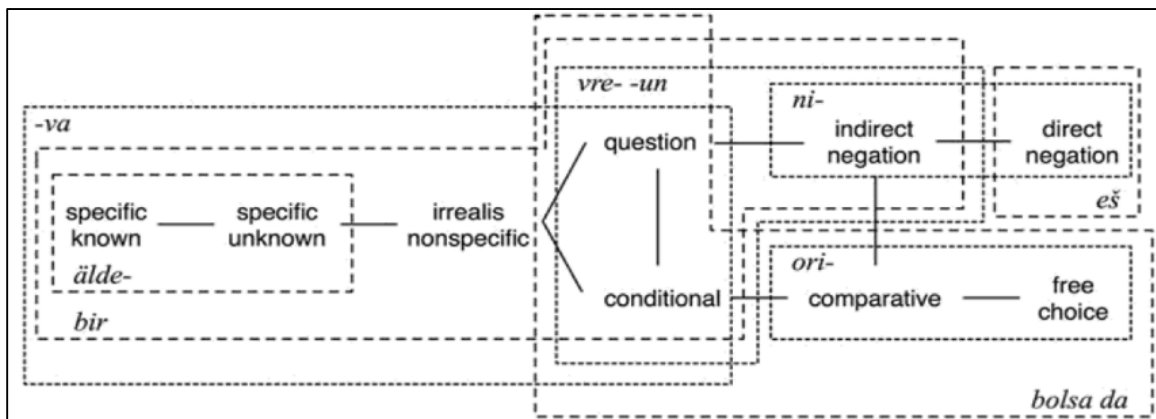 vre- -un
ni-
-va
question
indirect
negation
direct
negation
eš
specific
known
specific
unknown
irrealis
nonspecific
älde-
ori-
conditional
comparative
free
choice
bir
bolsa da